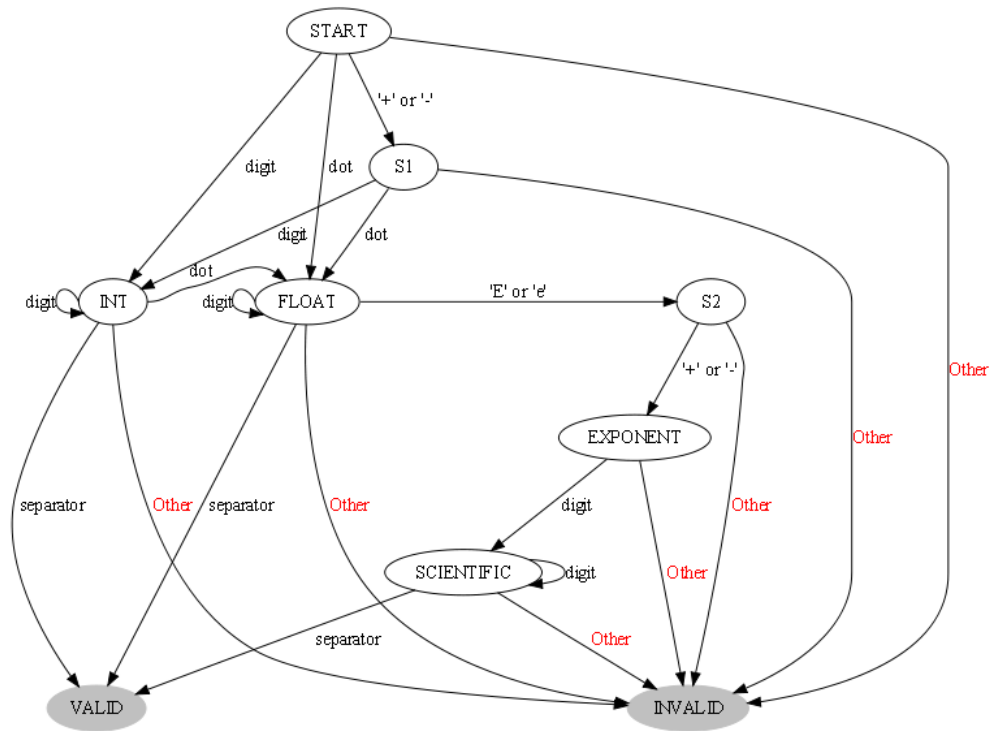 START
'+' or '-'
digit
dot
S1
digit
dot
dot
digit
INT
digit
FLOAT
'E' or 'e'
S2
'+' or '-'
Other
EXPONENT
Other
separator
Other
separator
Other
digit
Other
Other
SCIENTIFIC
digit
separator
Other
VALID
INVALID